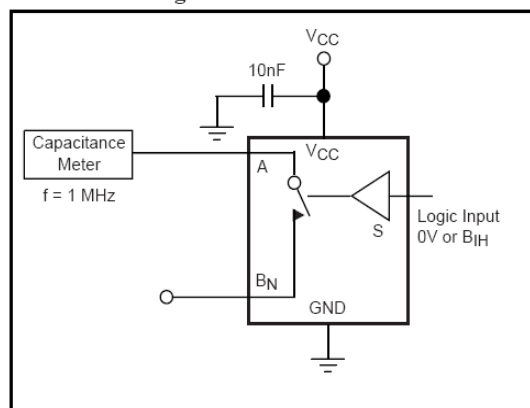 VCC
10nF
Capacitance
Meter
f = 1 MHz
VCC
A
S
Logic Input
0V or BIH
BN
GND